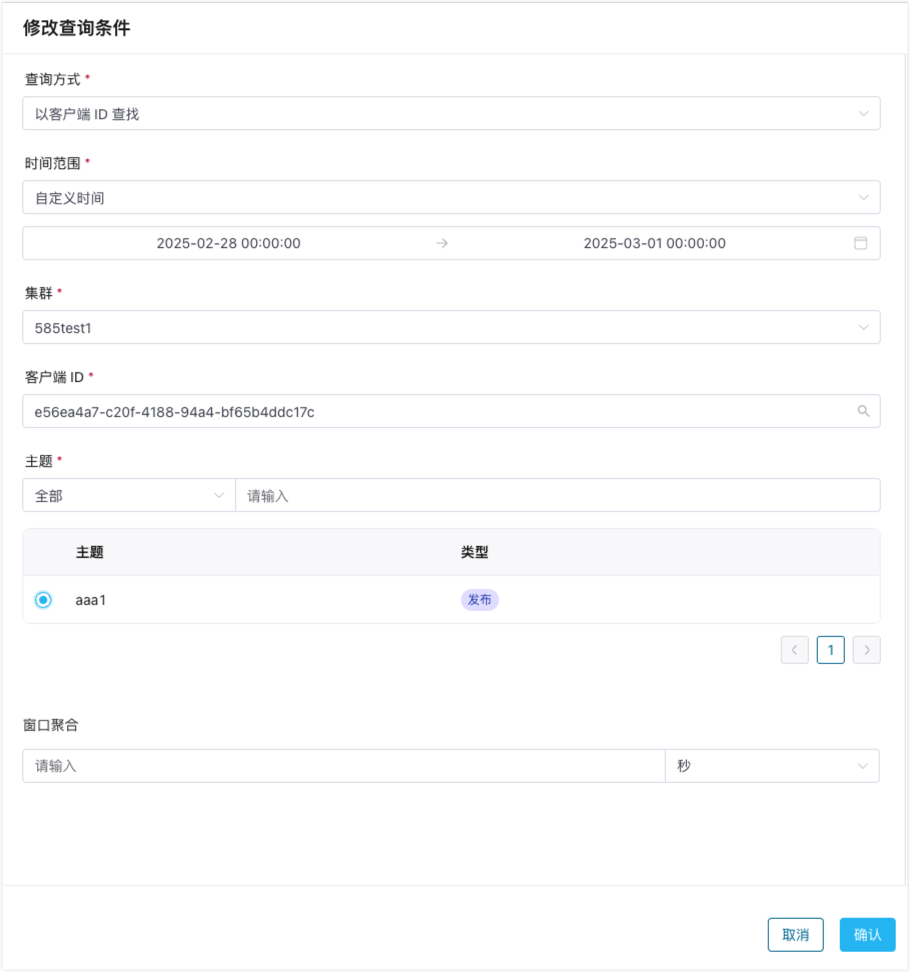 修改查询条件
查询方式 *
以客户端 ID 查找
时间范围 *
自定义时间
2025-02-28 00:00:00 → 2025-03-01 00:00:00
集群 *
585test1
客户端 ID *
e56ea4a7-c20f-4188-94a4-bf65b4ddc17c
主题 *
全部 请输入
主题 类型
aaa1 发布
1
窗口聚合
请输入 秒
取消 确认